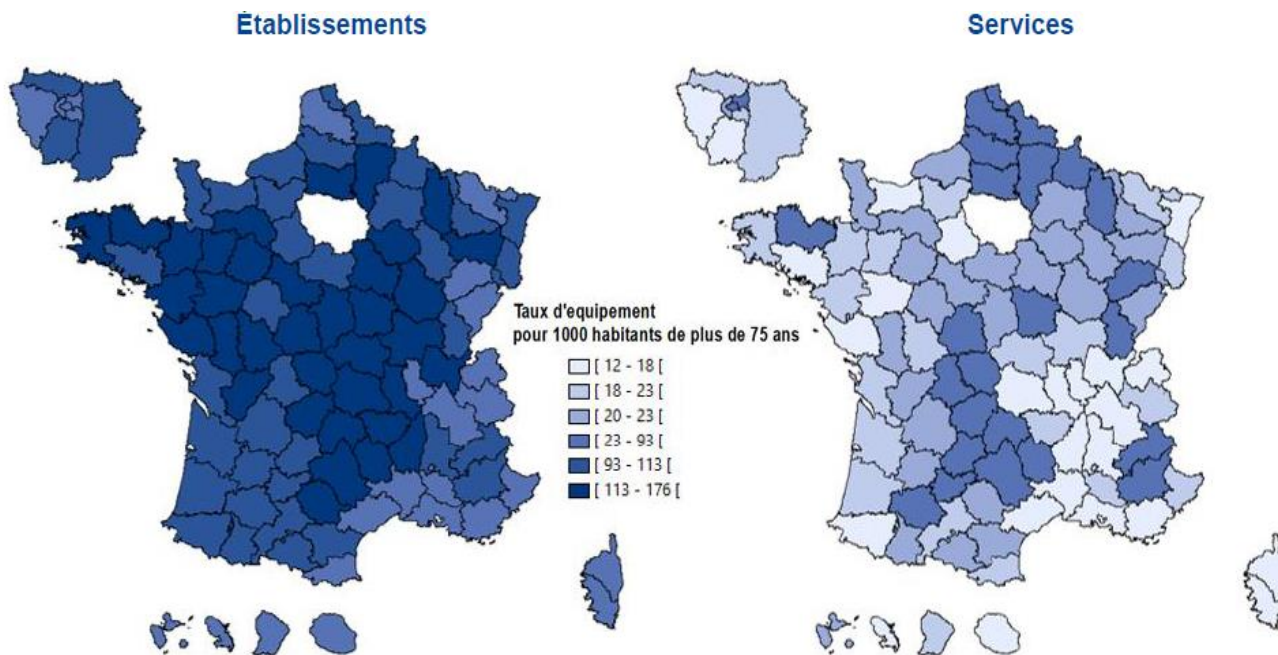 Établissements
Services
Taux d'equipement
pour 1000 habitants de plus de 75 ans
[ 12 - 18 [
[ 18 - 23 [
[ 20 - 23 [
[ 23 - 93 [
[ 93 - 113 [
[ 113 - 176 [